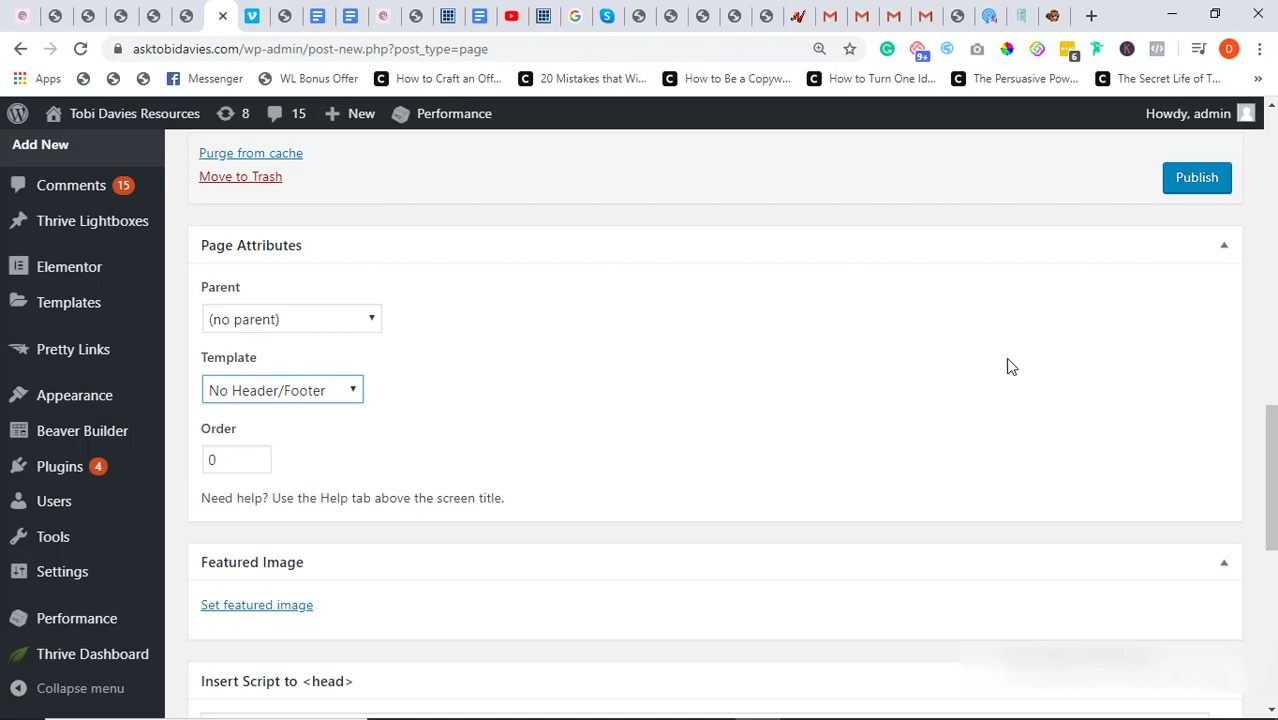 asktobidavies.com/wp-admin/post-new.php?post_type=page
9+
6
D
Apps
Messenger
WL Bonus Offer
How to Craft an Off...
20 Mistakes that Wi...
How to Be a Copyw...
How to Turn One Id...
The Persuasive Pow...
The Secret Life of T...
Tobi Davies Resources
8
15
New
Performance
Howdy, admin
Add New
Comments 15
Thrive Lightboxes
Elementor
Templates
Pretty Links
Appearance
Beaver Builder
Plugins 4
Users
Tools
Settings
Performance
Thrive Dashboard
Collapse menu
Purge from cache
Move to Trash
Publish
Page Attributes
Parent
(no parent)
Template
No Header/Footer
Order
0
Need help? Use the Help tab above the screen title.
Featured Image
Set featured image
Insert Script to <head>